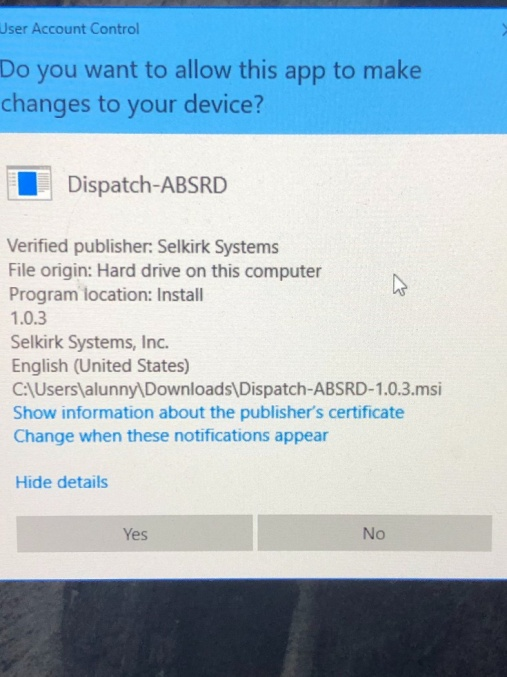 User Account Control
Do you want to allow this app to make
changes to your device?
Dispatch-ABSRD
Verified publisher: Selkirk Systems
File origin: Hard drive on this computer
Program location: Install
1.0.3
Selkirk Systems, Inc.
English (United States)
C:\Users\alunny\Downloads\Dispatch-ABSRD-1.0.3.msi
Show information about the publisher's certificate
Change when these notifications appear
Hide details
Yes No